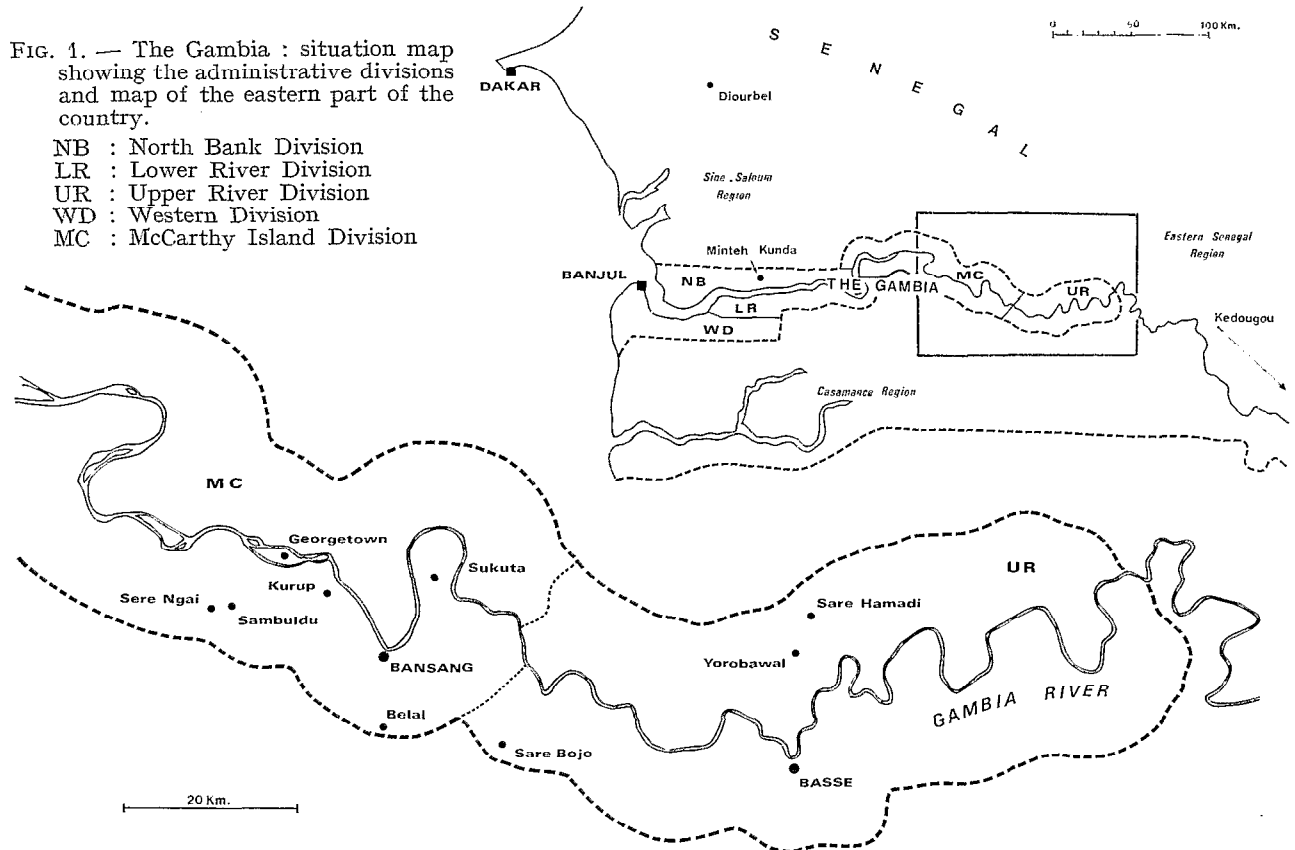 FIG. 1. — The Gambia : situation map
showing the administrative divisions
and map of the eastern part of the
country.
NB : North Bank Division
LR : Lower River Division
UR : Upper River Division
WD : Western Division
MC : McCarthy Island Division
0 50 100 Km.
SENEGAL
DAKAR
Diourbel
Sine-Saloum
Region
Minteh Kunda
BANJUL
NB
THE GAMBIA
MC
UR
LR
WD
Eastern Senegal
Region
Kedougou
Casamance Region
MC
Georgetown
Sukuta
Kurup
Sere Ngai
Sambuldu
BANSANG
Belal
UR
Sare Hamadi
Yorobawal
GAMBIA RIVER
Sare Bojo
BASSE
20 Km.